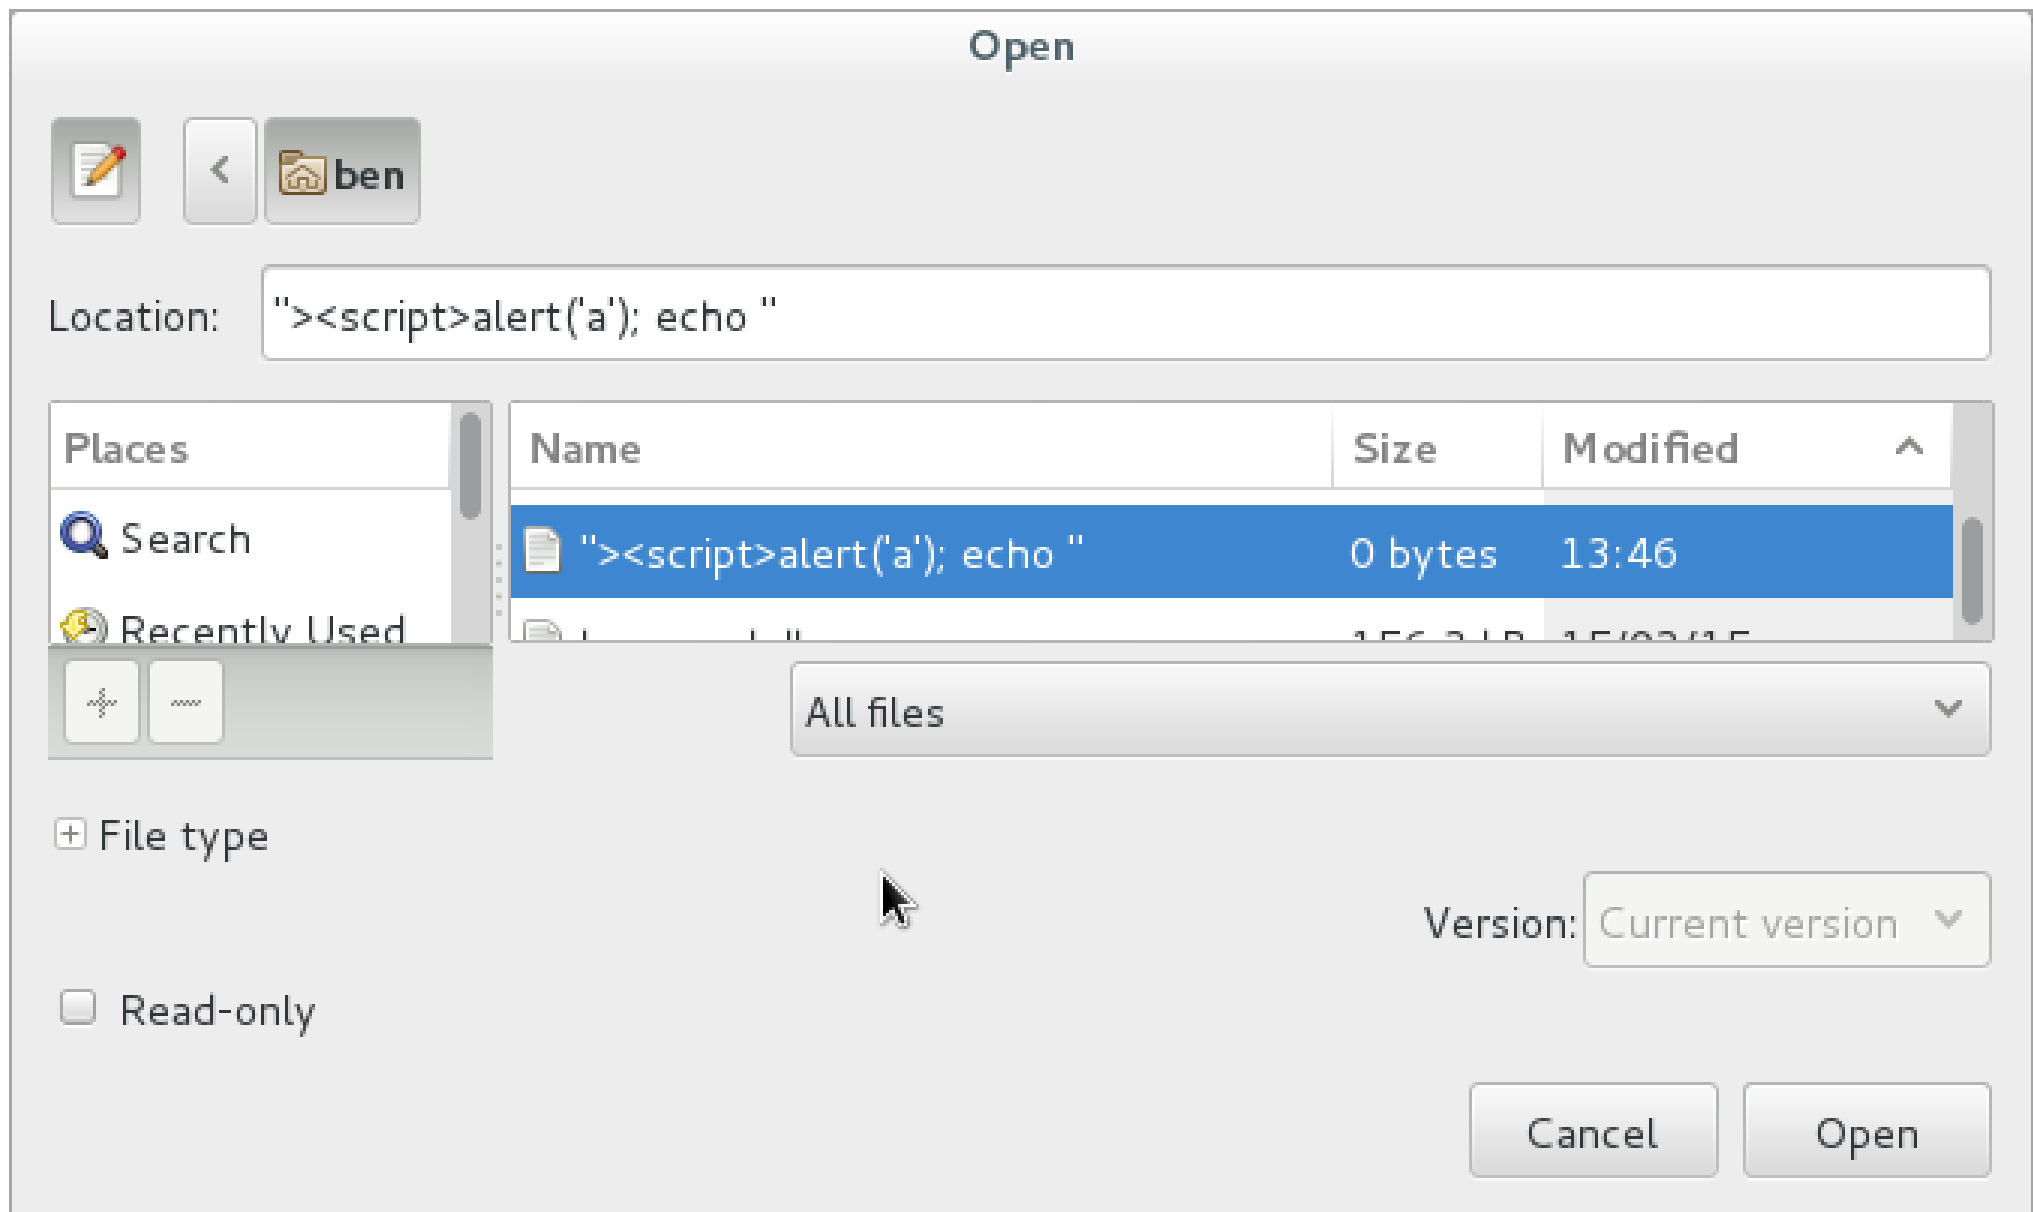 Open
ben
Location: "><script>alert('a'); echo "
Places
Name Size Modified
Search
"><script>alert('a'); echo " 0 bytes 13:46
Recently Used
All files
File type
Version: Current version
Read-only
Cancel Open